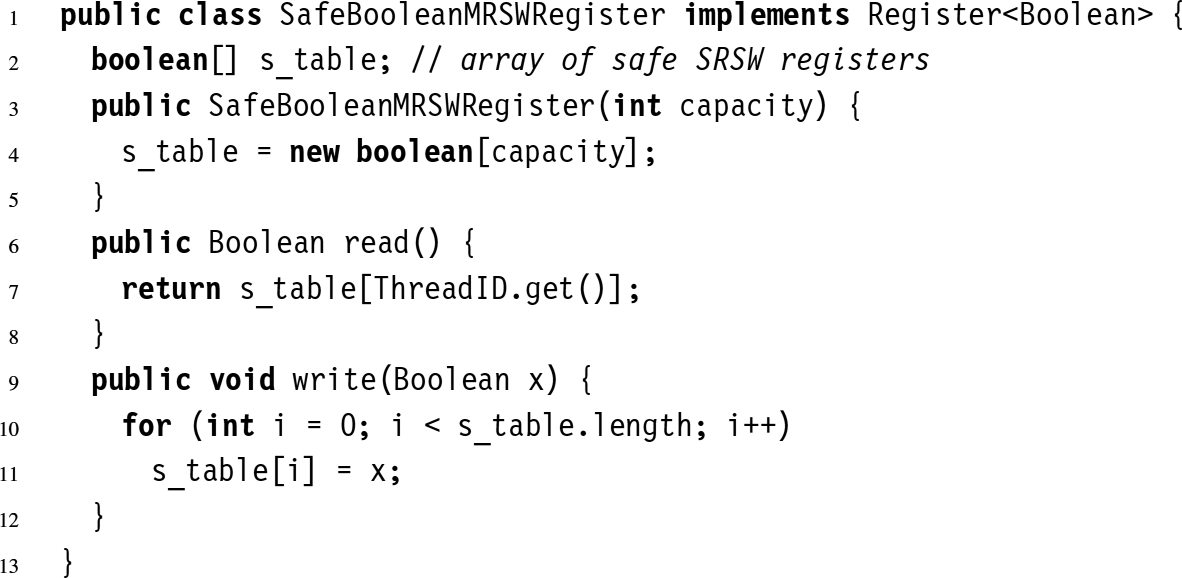 1 public class SafeBooleanMRSWRegister implements Register<Boolean> {
2 boolean[] s_table; // array of safe SRSW registers
3 public SafeBooleanMRSWRegister(int capacity) {
4 s_table = new boolean[capacity];
5 }
6 public Boolean read() {
7 return s_table[ThreadID.get()];
8 }
9 public void write(Boolean x) {
10 for (int i = 0; i < s_table.length; i++)
11 s_table[i] = x;
12 }
13 }